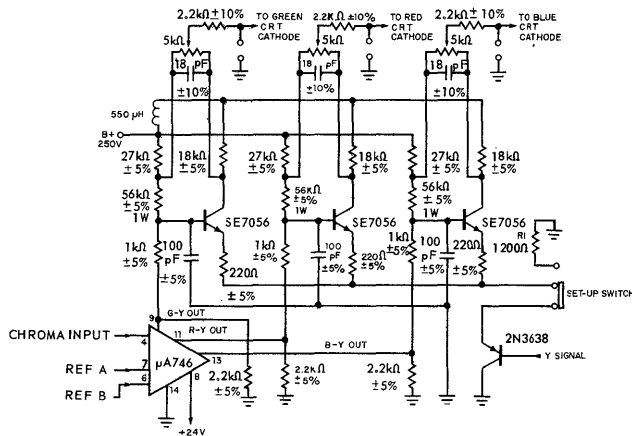 2.2kΩ±10%
TO GREEN
CRT
CATHODE
5kΩ
18 pF
±10%
2.2KΩ ±10%
TO RED
CRT
CATHODE
5kΩ
18 pF
±10%
2.2kΩ± 10%
TO BLUE
CRT
CATHODE
5kΩ
18 pF
±10%
550 µH
B+
250V
27kΩ
±5%
18kΩ
±5%
27kΩ
±5%
18kΩ
±5%
27kΩ
±5%
18kΩ
±5%
56kΩ
±5%
1W
SE7056
56KΩ
±5%
1W
SE7056
56kΩ
±5%
1W
SE7056
R1
1200Ω
1kΩ
±5%
100
pF
±5%
220Ω
±5%
1kΩ
±5%
100
pF
±5%
220Ω
±5%
1kΩ
±5%
100
pF
±5%
220Ω
±5%
SET-UP SWITCH
9
G-Y OUT
CHROMA INPUT
4
11
R-Y OUT
B-Y OUT
13
2N3638
Y SIGNAL
REF A
7
µA746
REF B
6
14
8
+24V
2.2kΩ
±5%
2.2KΩ
±5%
2.2kΩ
±5%